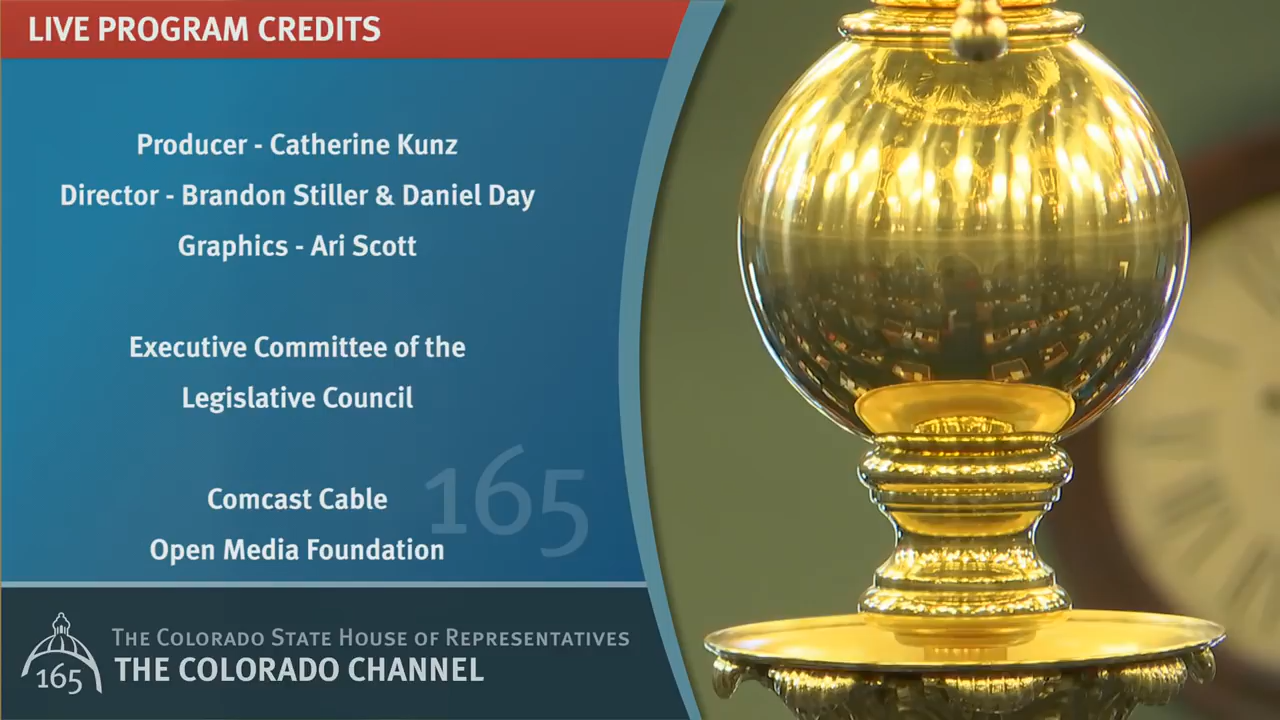 LIVE PROGRAM CREDITS
Producer - Catherine Kunz
Director - Brandon Stiller & Daniel Day
Graphics - Ari Scott
Executive Committee of the
Legislative Council
165
Comcast Cable
Open Media Foundation
165
THE COLORADO STATE HOUSE OF REPRESENTATIVES
THE COLORADO CHANNEL